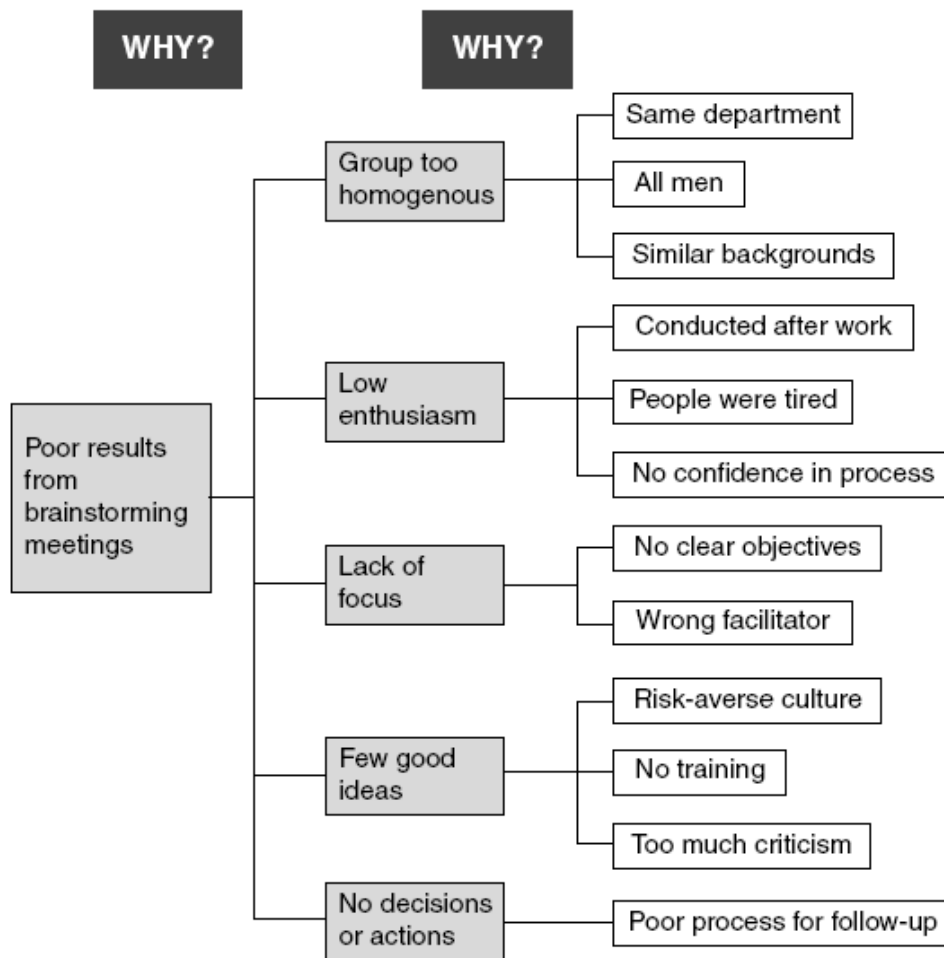 WHY?
WHY?
Poor results
from
brainstorming
meetings
Group too
homogenous
Same department
All men
Similar backgrounds
Low
enthusiasm
Conducted after work
People were tired
No confidence in process
Lack of
focus
No clear objectives
Wrong facilitator
Few good
ideas
Risk-averse culture
No training
Too much criticism
No decisions
or actions
Poor process for follow-up